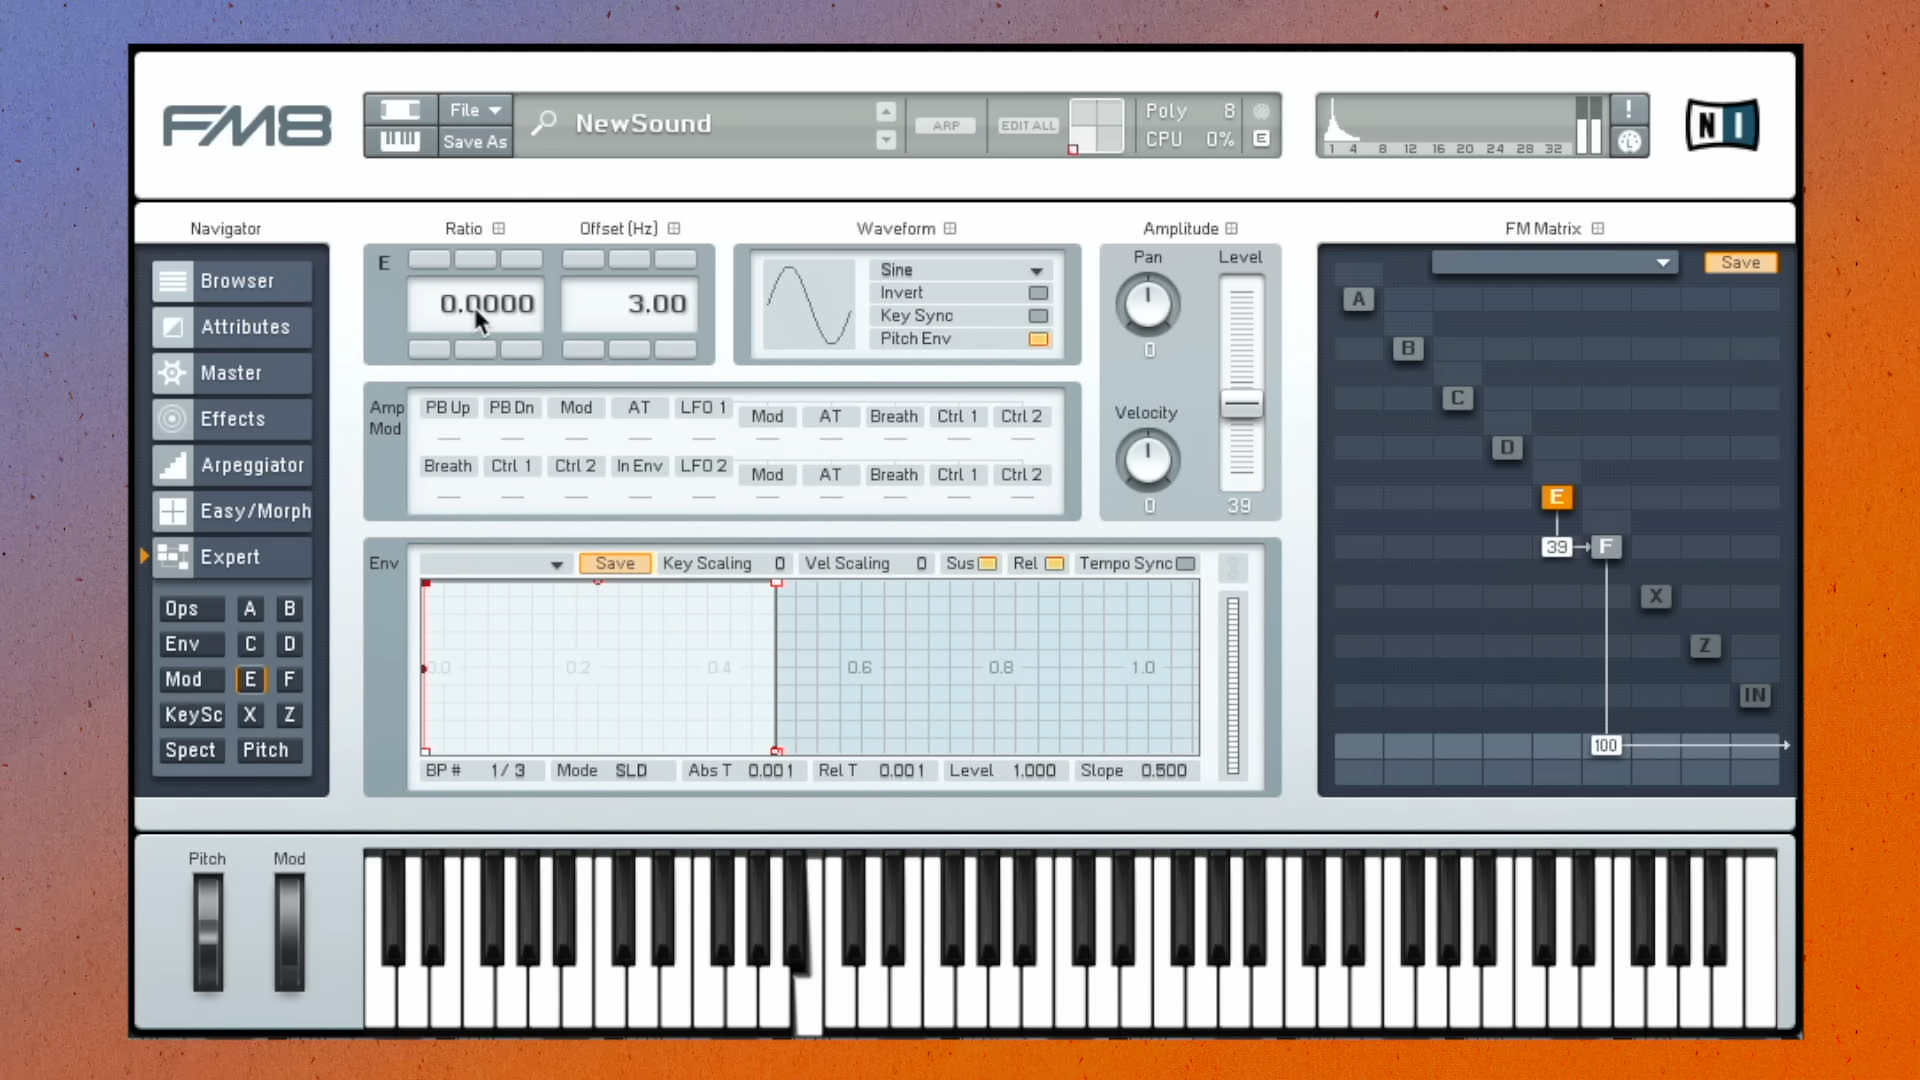 FM8
File
Save As
NewSound
ARP
EDIT ALL
Poly 8
CPU 0%
E
!
1 4 8 12 16 20 24 28 32
NI
Navigator
Browser
Attributes
Master
Effects
Arpeggiator
Easy/Morph
Expert
Ops A B
Env C D
Mod E F
KeySc X Z
Spect Pitch
Ratio
Offset (Hz)
E
0.0000
3.00
Waveform
Sine
Invert
Key Sync
Pitch Env
Amplitude
Pan
0
Velocity
0
Level
39
Amp
Mod
PB Up PB Dn Mod AT LFO 1 Mod AT Breath Ctrl 1 Ctrl 2
Breath Ctrl 1 Ctrl 2 In Env LFO 2 Mod AT Breath Ctrl 1 Ctrl 2
Env
Save
Key Scaling 0
Vel Scaling 0
Sus
Rel
Tempo Sync
0.0 0.2 0.4 0.6 0.8 1.0
BP # 1 / 3
Mode SLD
Abs T 0.001
Rel T 0.001
Level 1.000
Slope 0.500
FM Matrix
Save
A
B
C
D
E
39 F
X
Z
IN
100
Pitch
Mod